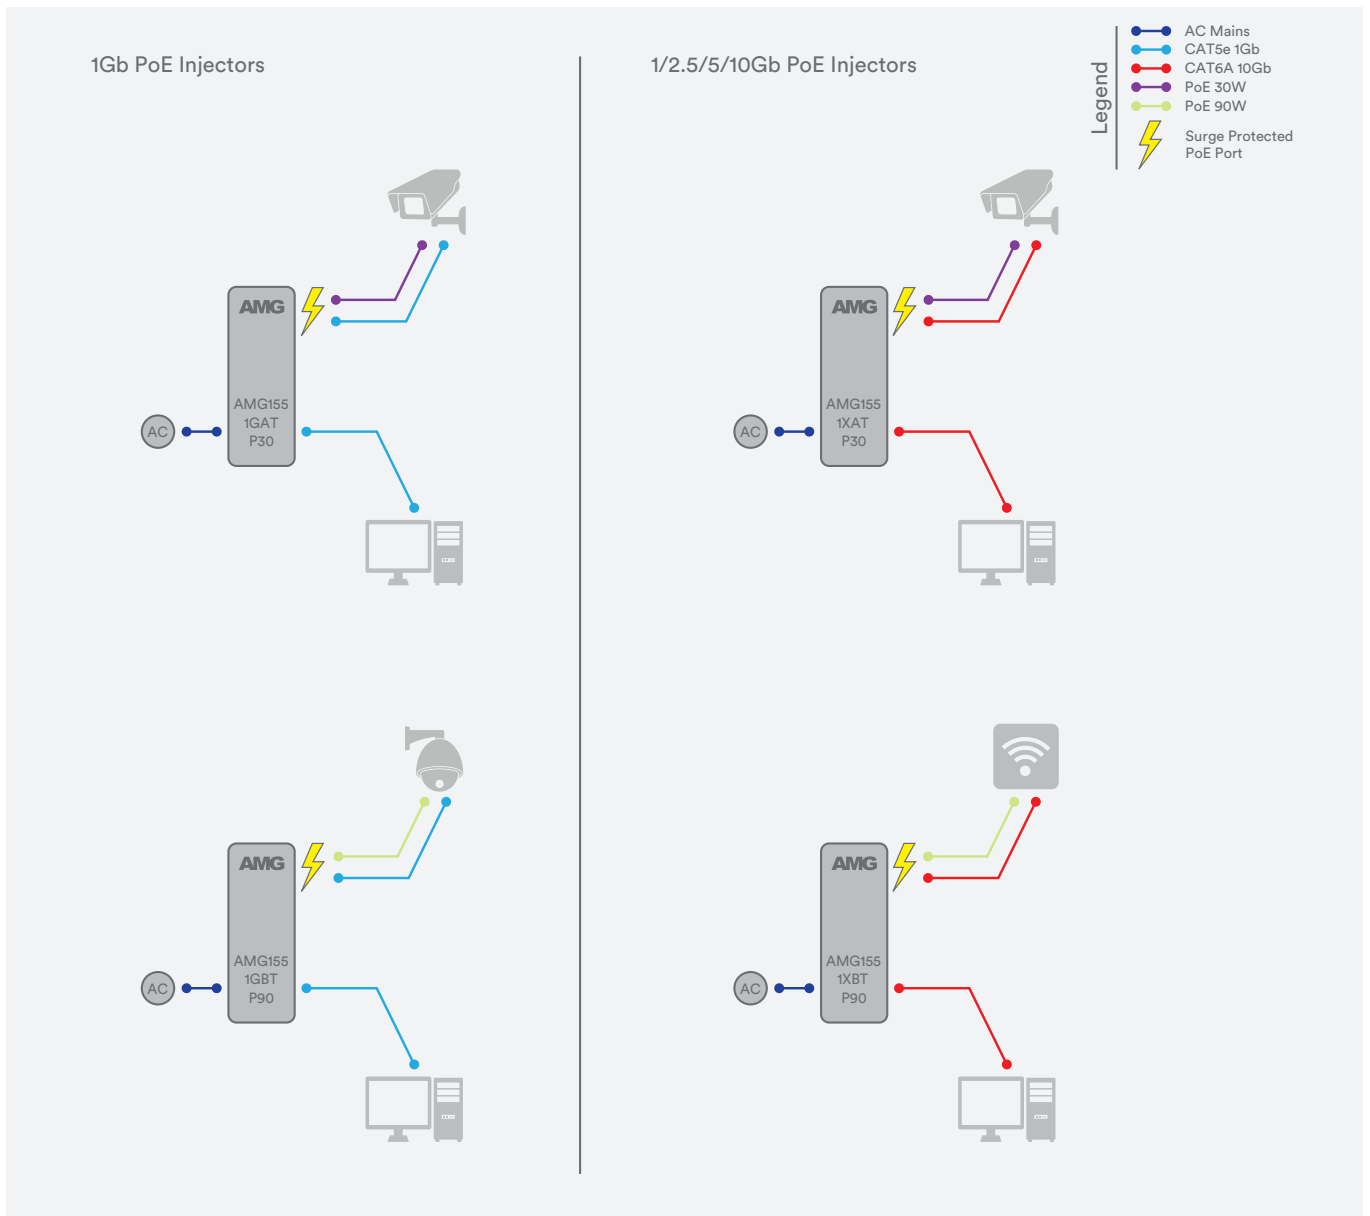 1Gb PoE Injectors
1/2.5/5/10Gb PoE Injectors
Legend
AC Mains
CAT5e 1Gb
CAT6A 10Gb
PoE 30W
PoE 90W
Surge Protected
PoE Port
AMG
AMG155
1GAT
P30
AC
AMG
AMG155
1XAT
P30
AC
AMG
AMG155
1GBT
P90
AC
AMG
AMG155
1XBT
P90
AC